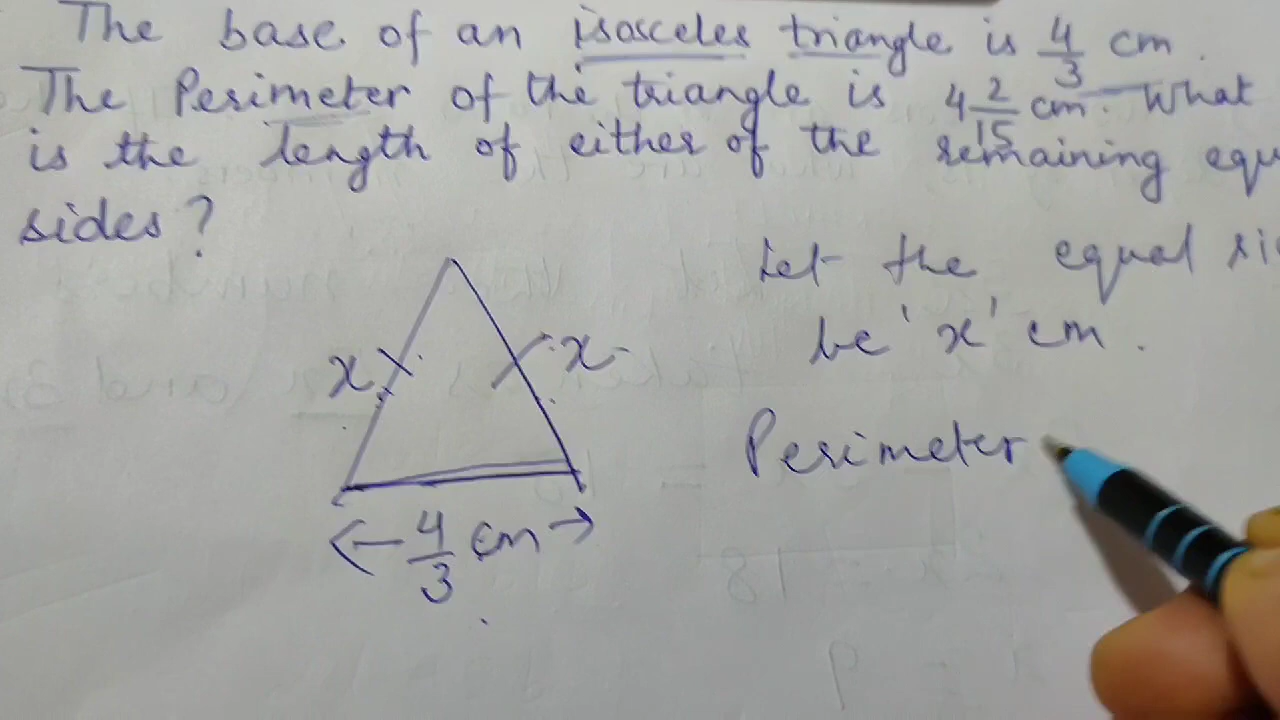 The base of an isosceles triangle is 4/3 cm.
The Perimeter of the triangle is 4 2/15 cm. What
is the length of either of the remaining equ
sides?
Let the equal si
be 'x' cm.
x x
Perimeter
4/3 cm